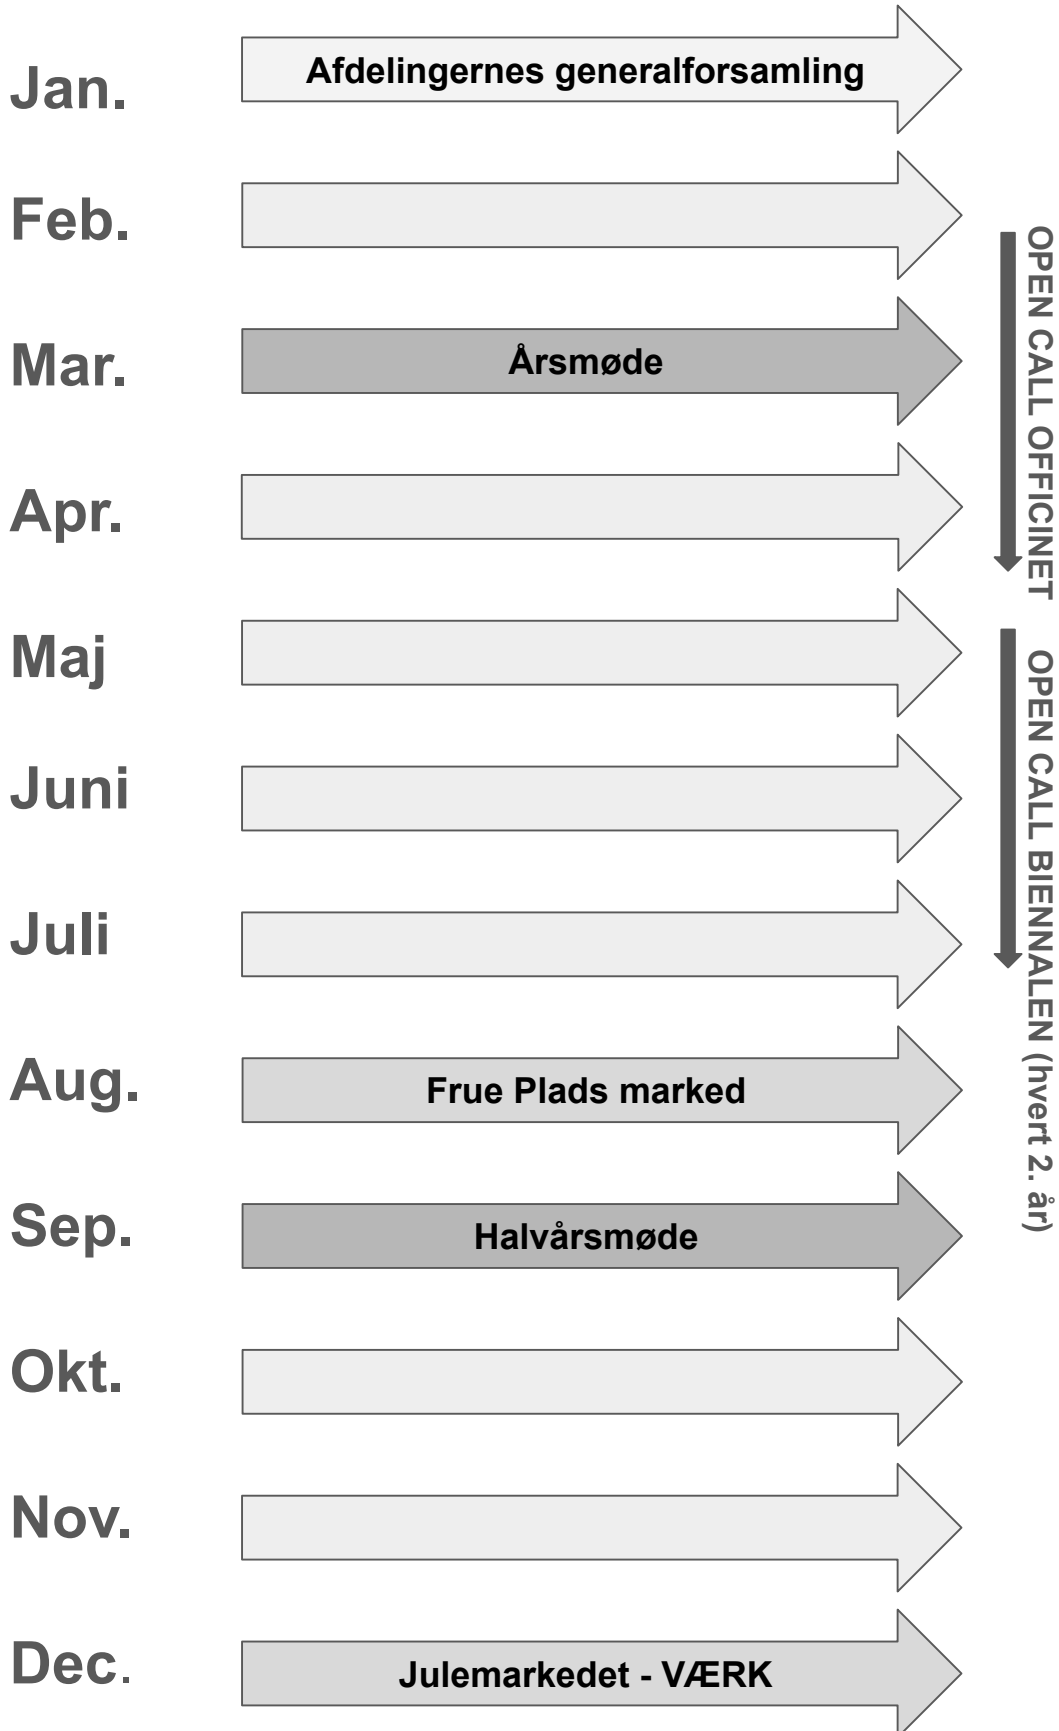 Jan.
Afdelingernes generalforsamling
Feb.
Mar.
Årsmøde
Apr.
Maj
Juni
Juli
Aug.
Frue Plads marked
Sep.
Halvårsmøde
Okt.
Nov.
Dec.
Julemarkedet - VÆRK
OPEN CALL OFFICINET
OPEN CALL BIENNALEN (hvert 2. år)